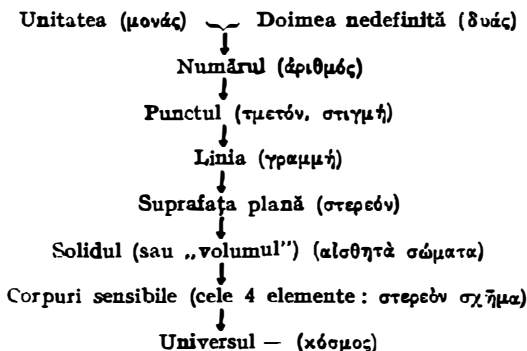 Unitatea (μονάς) Doimea nedefinită (δυάς)
Numărul (ἀριθμός)
Punctul (τμετόν, στιγμή)
Linia (γραμμή)
Suprafața plană (στερεόν)
Solidul (sau „volumul”) (αἰσθητὰ σώματα)
Corpuri sensibile (cele 4 elemente : στερεὸν σχῆμα)
Universul — (κόσμος)